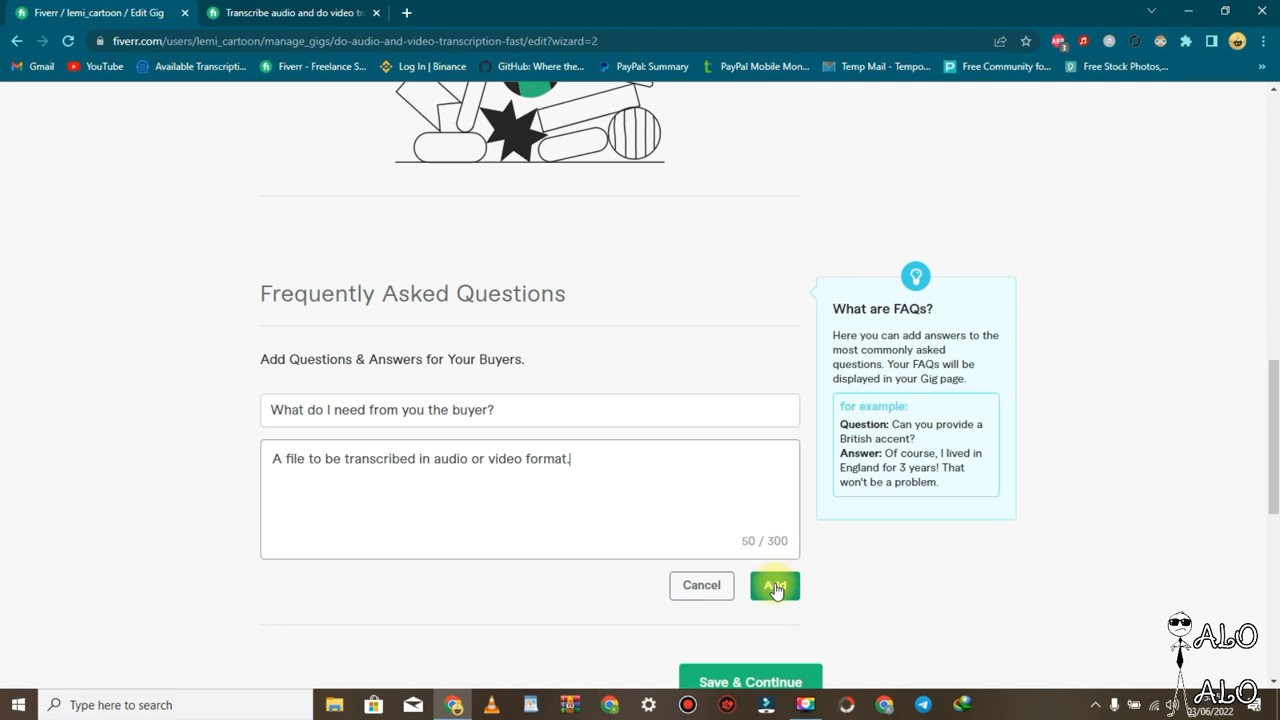 Fiverr / lemi_cartoon / Edit Gig
Transcribe audio and do video tr
fiverr.com/users/lemi_cartoon/manage_gigs/do-audio-and-video-transcription-fast/edit?wizard=2
Gmail
YouTube
Available Transcripti...
Fiverr - Freelance S...
Log In | Binance
GitHub: Where the...
PayPal: Summary
PayPal Mobile Mon...
Temp Mail - Tempo...
Free Community fo...
Free Stock Photos,...
Frequently Asked Questions
Add Questions & Answers for Your Buyers.
What do I need from you the buyer?
A file to be transcribed in audio or video format.
50 / 300
Cancel
Add
What are FAQs?
Here you can add answers to the
most commonly asked
questions. Your FAQs will be
displayed in your Gig page.
for example:
Question: Can you provide a
British accent?
Answer: Of course, I lived in
England for 3 years! That
won't be a problem.
Save & Continue
ALO
ALO
Type here to search
03/06/2022